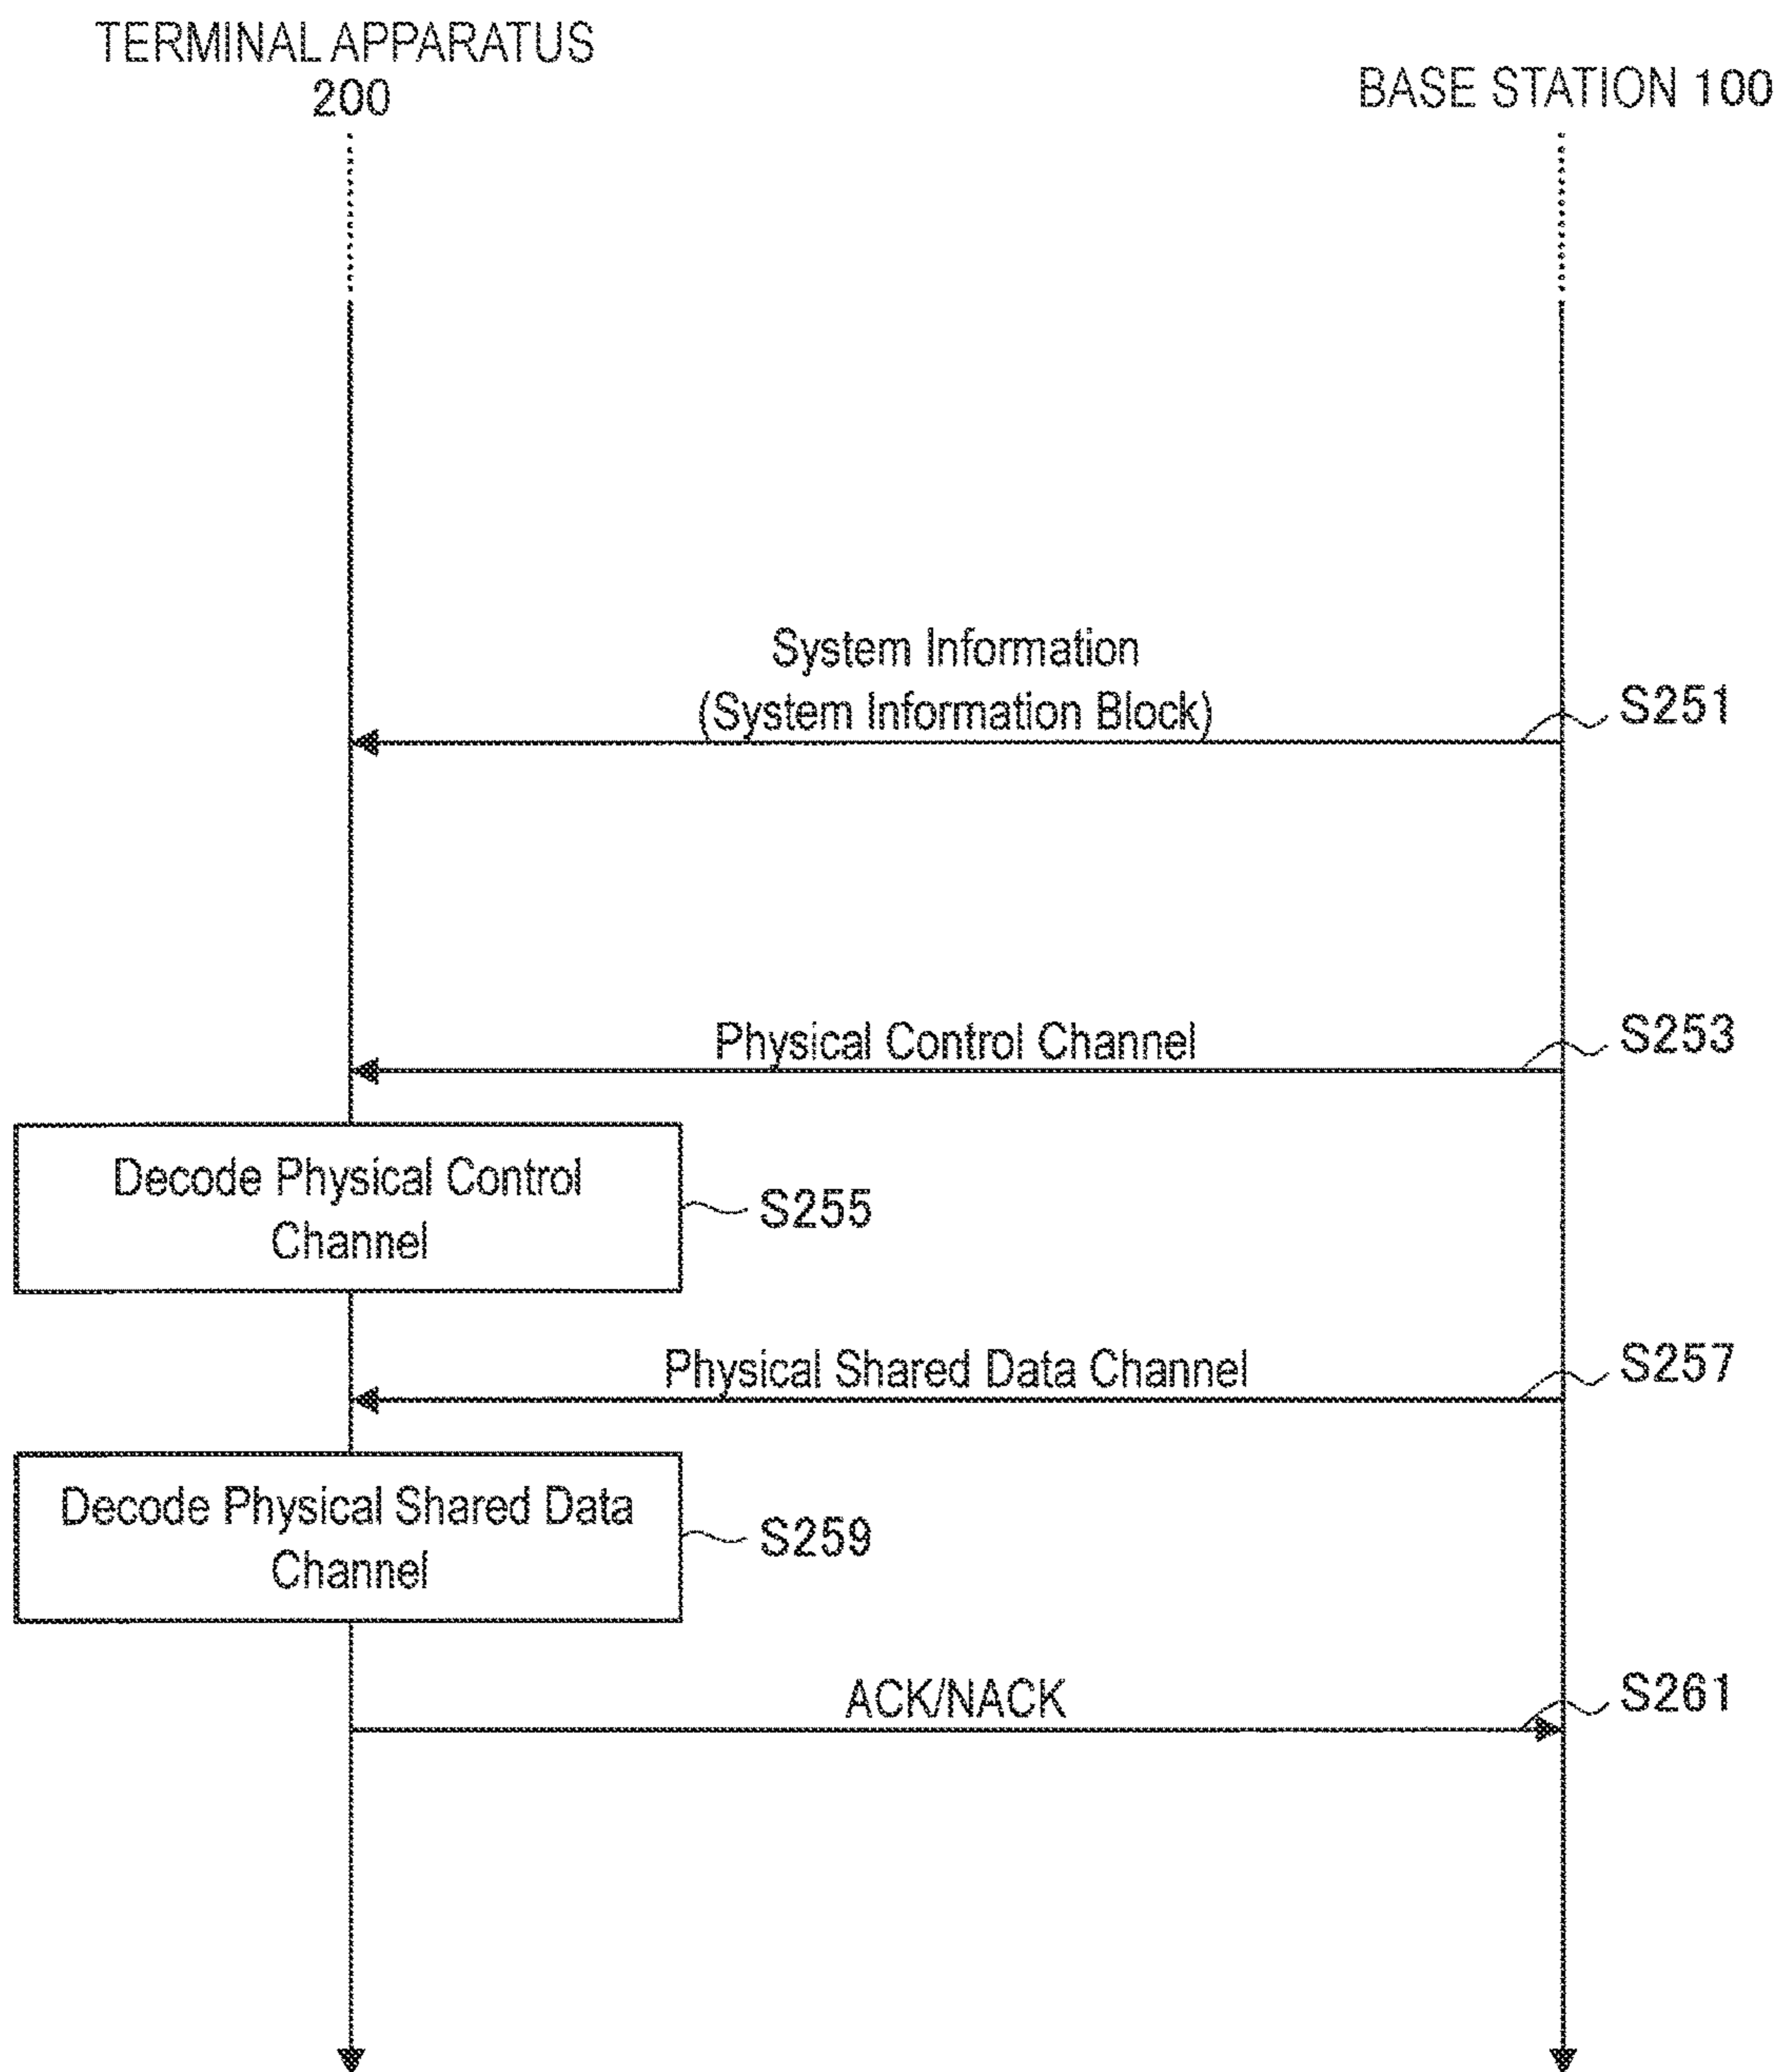 TERMINAL APPARATUS
200
BASE STATION 100
System Information
(System Information Block)
S251
Physical Control Channel
S253
Decode Physical Control
Channel
S255
Physical Shared Data Channel
S257
Decode Physical Shared Data
Channel
S259
ACK/NACK
S261